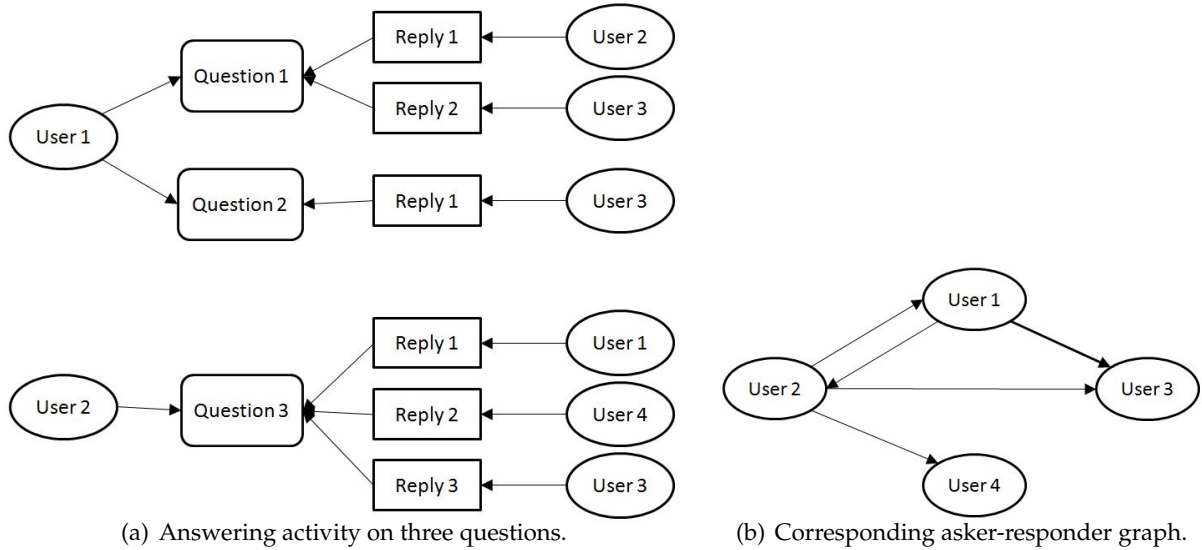 Reply 1
User 2
Question 1
Reply 2
User 3
User 1
Question 2
Reply 1
User 3
Reply 1
User 1
User 2
Question 3
Reply 2
User 4
Reply 3
User 3
(a) Answering activity on three questions.
User 1
User 2
User 3
User 4
(b) Corresponding asker-responder graph.